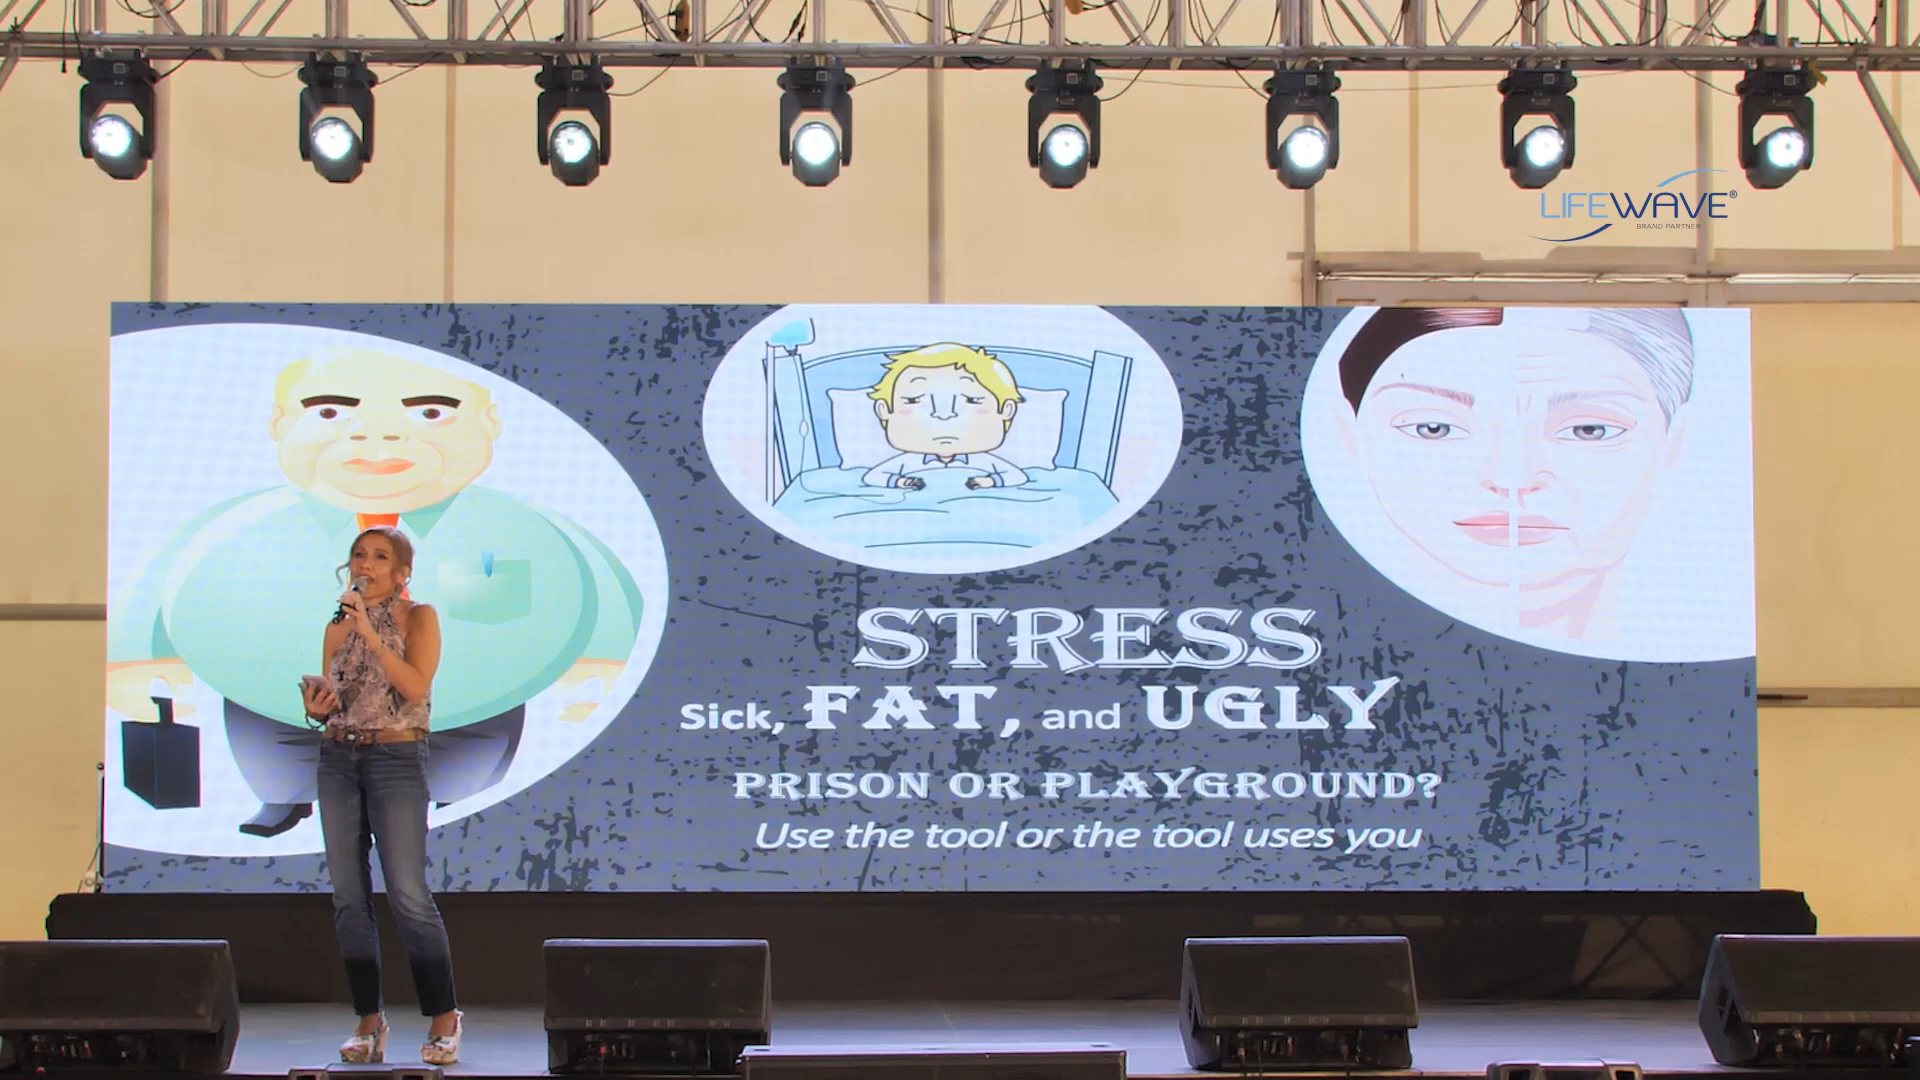 LIFEWAVE®
BRAND PARTNER
STRESS
Sick, FAT, and UGLY
PRISON OR PLAYGROUND?
Use the tool or the tool uses you